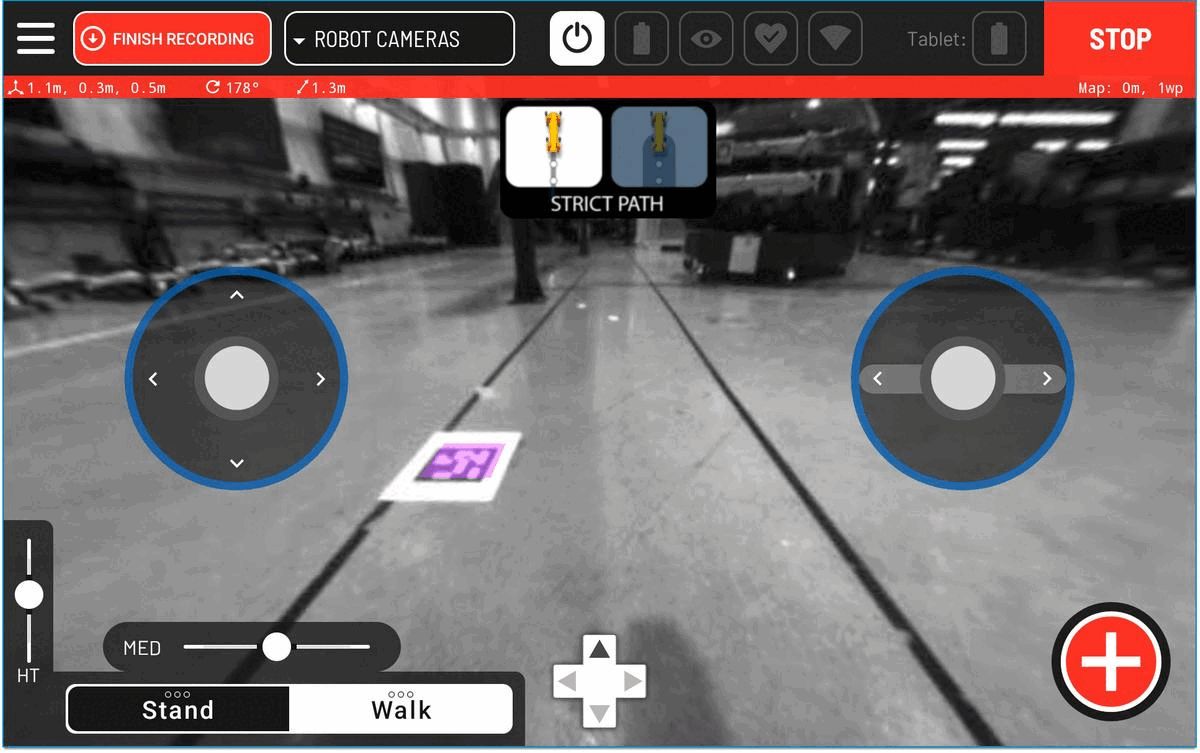 FINISH RECORDING
ROBOT CAMERAS
Tablet:
STOP
1.1m, 0.3m, 0.5m 178° 1.3m Map: 0m, 1wp
STRICT PATH
HT
MED
Stand Walk